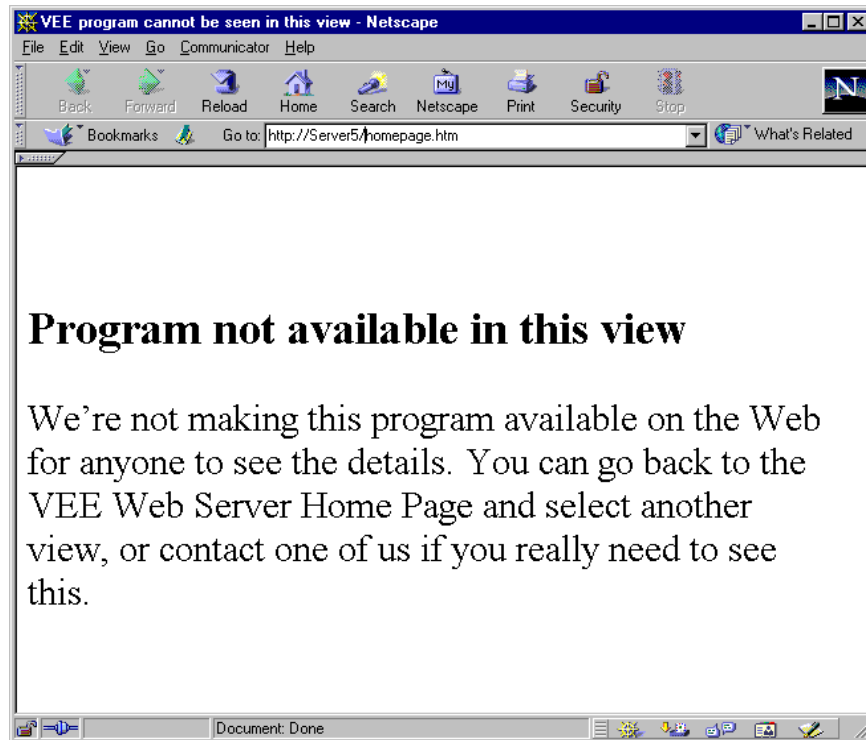 VEE program cannot be seen in this view - Netscape
File Edit View Go Communicator Help
My
N
Back Forward Reload Home Search Netscape Print Security Stop
Bookmarks Go to: http://Server5/homepage.htm What's Related
Program not available in this view
We’re not making this program available on the Web
for anyone to see the details. You can go back to the
VEE Web Server Home Page and select another
view, or contact one of us if you really need to see
this.
Document: Done